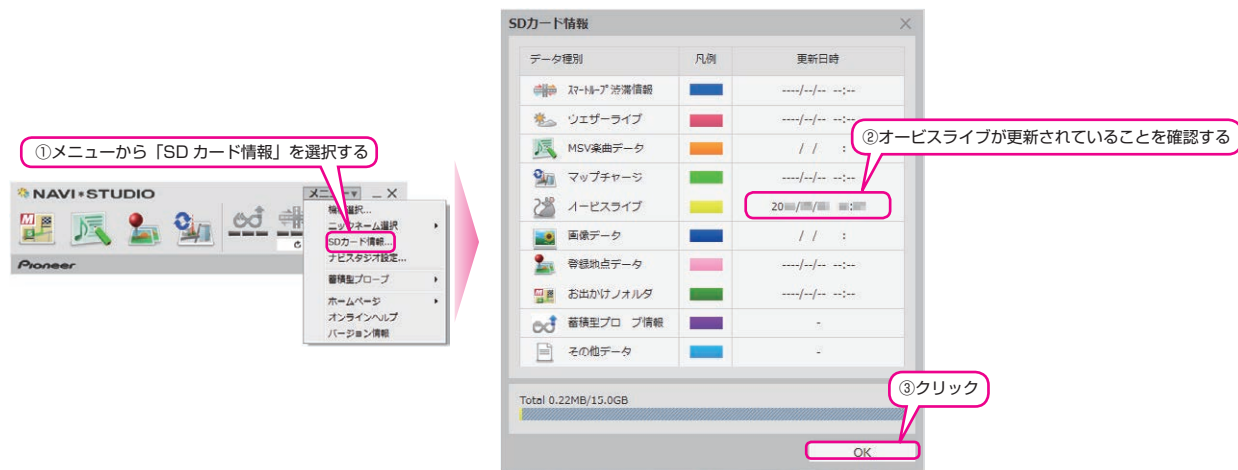 ①メニューから「SD カード情報」を選択する
NAVI*STUDIO
メニュー▼
機種選択...
ニックネーム選択
SDカード情報...
ナビスタジオ設定...
蓄積型プローブ
ホームページ
オンラインヘルプ
バージョン情報
Pioneer
SDカード情報
データ種別 凡例 更新日時
スマートループ渋滞情報 ----/--/-- --:--
ウェザーライブ ----/--/-- --:--
②オービスライブが更新されていることを確認する
MSV楽曲データ / / :
マップチャージ ----/--/-- --:--
イービスライブ 20
画像データ / / :
登録地点データ ----/--/-- --:--
お出かけフォルダ ----/--/-- --:--
蓄積型プロ ブ情報 -
その他データ -
③クリック
Total 0.22MB/15.0GB
OK